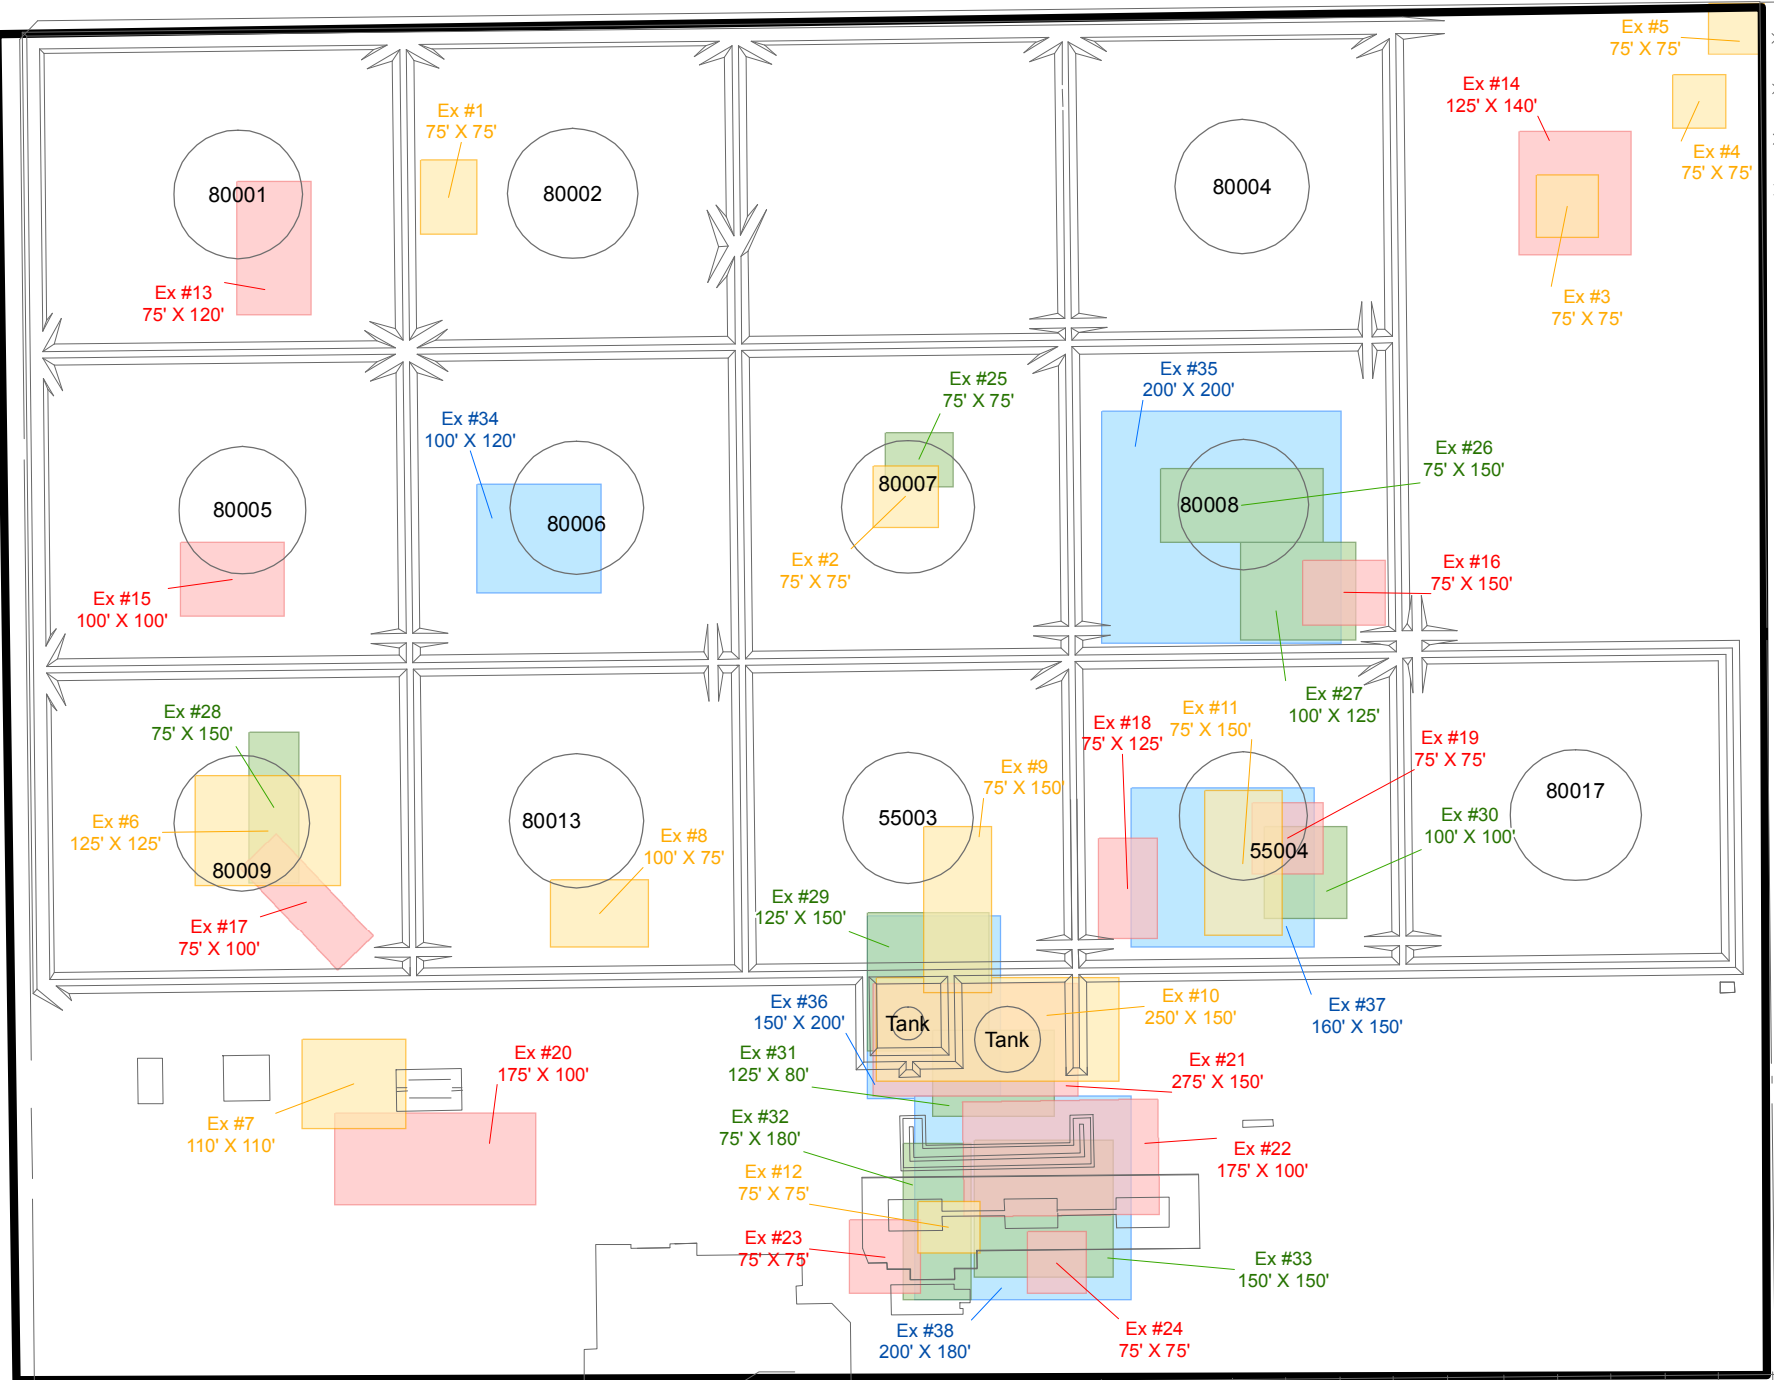 Ex #5
75' X 75'
Ex #14
125' X 140'
Ex #1
75' X 75'
Ex #4
75' X 75'
80001
80002
80004
Ex #13
75' X 120'
Ex #3
75' X 75'
Ex #35
200' X 200'
Ex #25
75' X 75'
Ex #34
100' X 120'
Ex #26
75' X 150'
80007
80005
80006
80008
Ex #2
75' X 75'
Ex #16
75' X 150'
Ex #15
100' X 100'
Ex #27
100' X 125'
Ex #28
75' X 150'
Ex #11
75' X 150'
Ex #18
75' X 125'
Ex #19
75' X 75'
Ex #9
75' X 150'
80017
Ex #6
125' X 125'
80013
55003
Ex #8
100' X 75'
Ex #30
100' X 100'
55004
80009
Ex #29
125' X 150'
Ex #17
75' X 100'
Ex #36
150' X 200'
Ex #10
250' X 150'
Ex #37
160' X 150'
Tank
Tank
Ex #20
175' X 100'
Ex #31
125' X 80'
Ex #21
275' X 150'
Ex #7
110' X 110'
Ex #32
75' X 180'
Ex #22
175' X 100'
Ex #12
75' X 75'
Ex #23
75' X 75'
Ex #33
150' X 150'
Ex #38
200' X 180'
Ex #24
75' X 75'